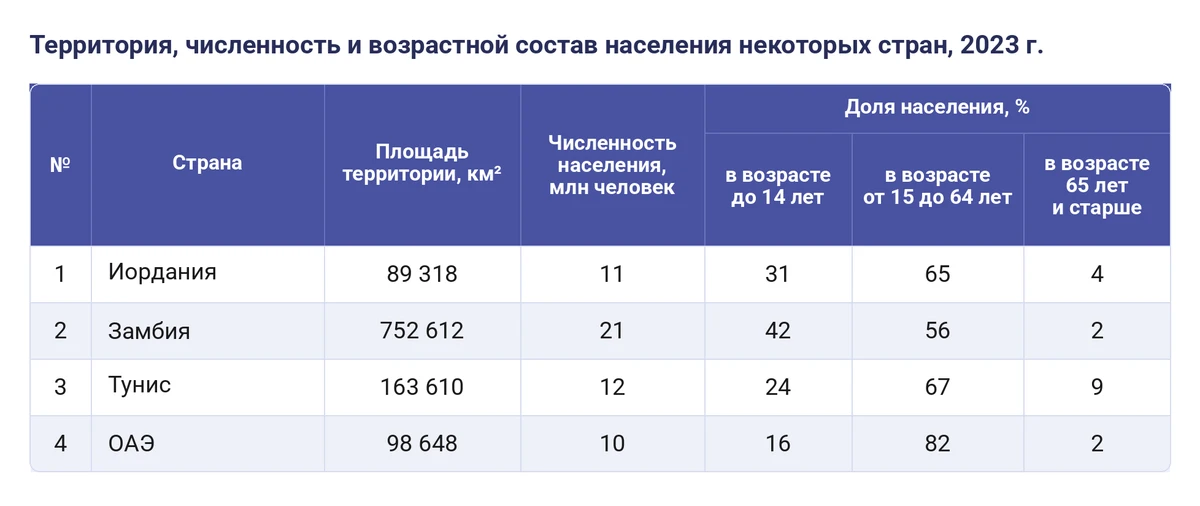 Территория, численность и возрастной состав населения некоторых стран, 2023 г.
№
Страна
Площадь
территории, км²
Численность
населения,
млн человек
Доля населения, %
в возрасте
до 14 лет
в возрасте
от 15 до 64 лет
в возрасте
65 лет
и старше
1 Иордания 89 318 11 31 65 4
2 Замбия 752 612 21 42 56 2
3 Тунис 163 610 12 24 67 9
4 ОАЭ 98 648 10 16 82 2